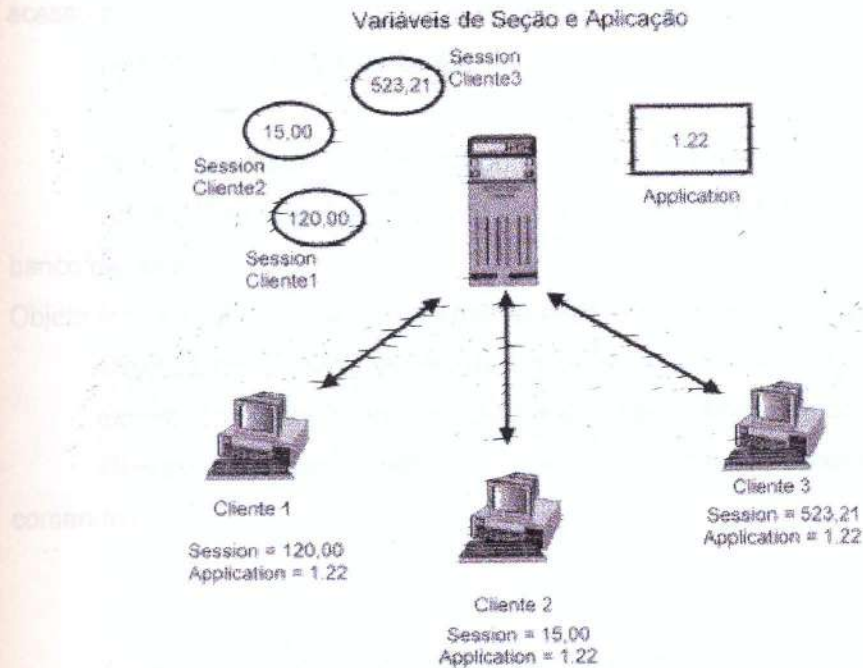 Variáveis de Seção e Aplicação
Session
Cliente3
523,21
15,00
Session
Cliente2
120,00
Session
Cliente1
1.22
Application
Cliente 1
Session = 120,00
Application = 1.22
Cliente 2
Session = 15,00
Application = 1.22
Cliente 3
Session = 523,21
Application = 1.22